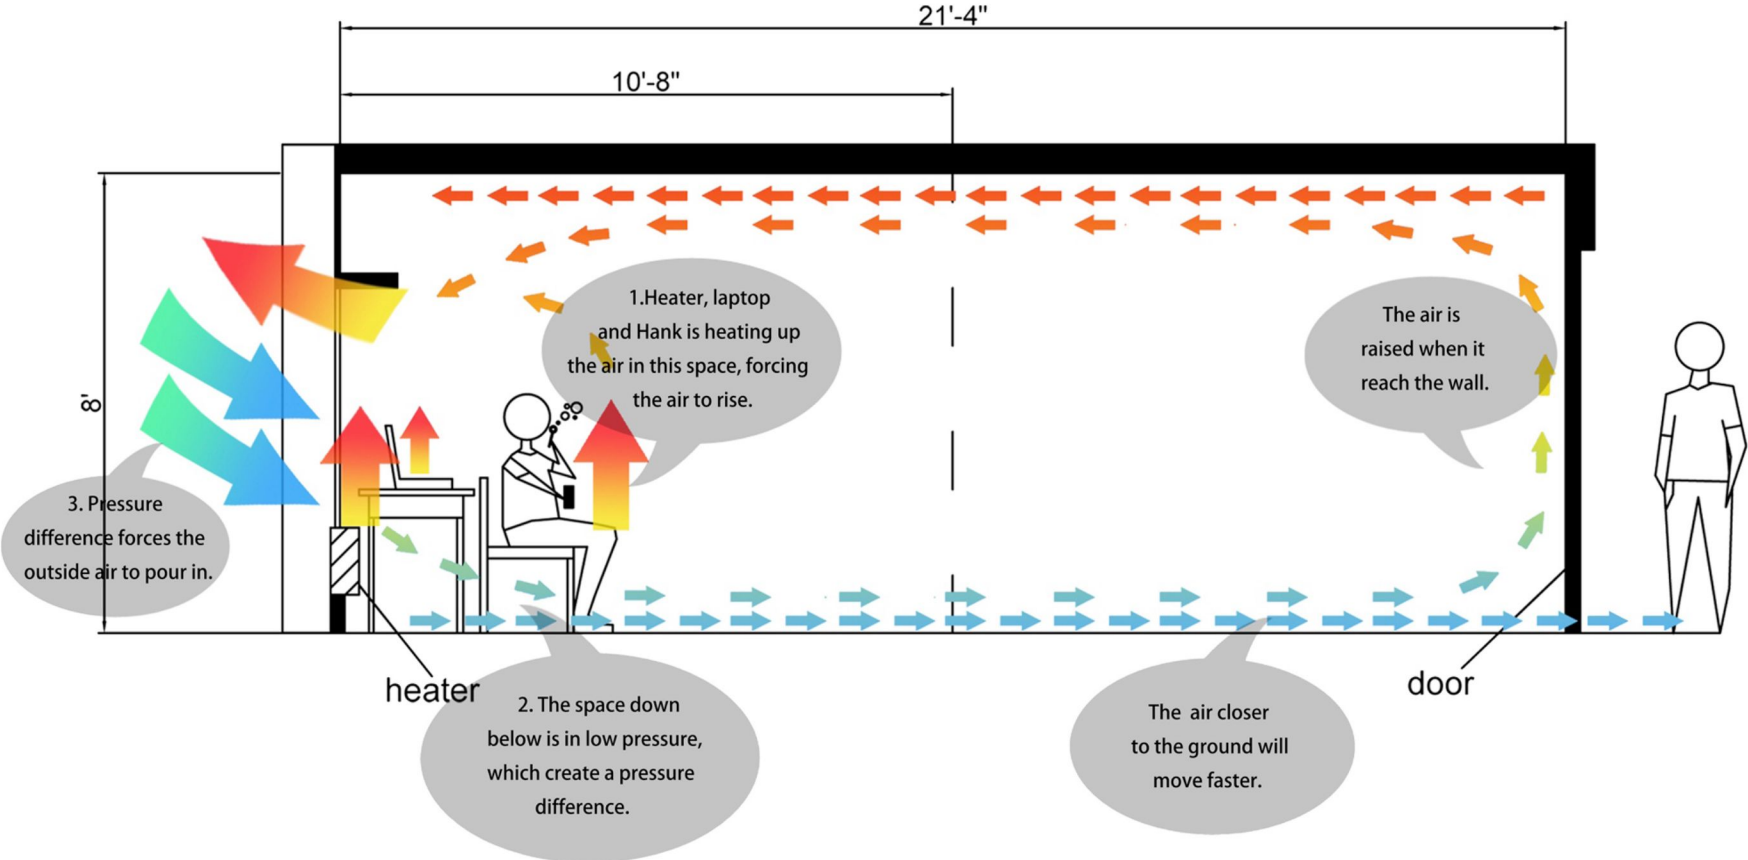 21'-4"
10'-8"
8'
1.Heater, laptop
and Hank is heating up
the air in this space, forcing
the air to rise.
The air is
raised when it
reach the wall.
3. Pressure
difference forces the
outside air to pour in.
heater
2. The space down
below is in low pressure,
which create a pressure
difference.
The air closer
to the ground will
move faster.
door